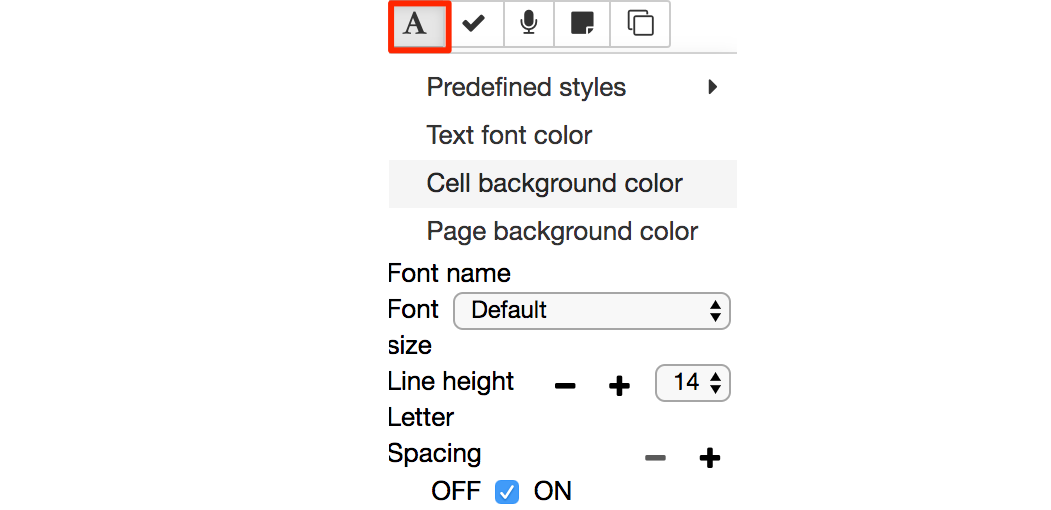 A
Predefined styles
Text font color
Cell background color
Page background color
Font name
Font Default
size
Line height 14
Letter
Spacing
OFF ON